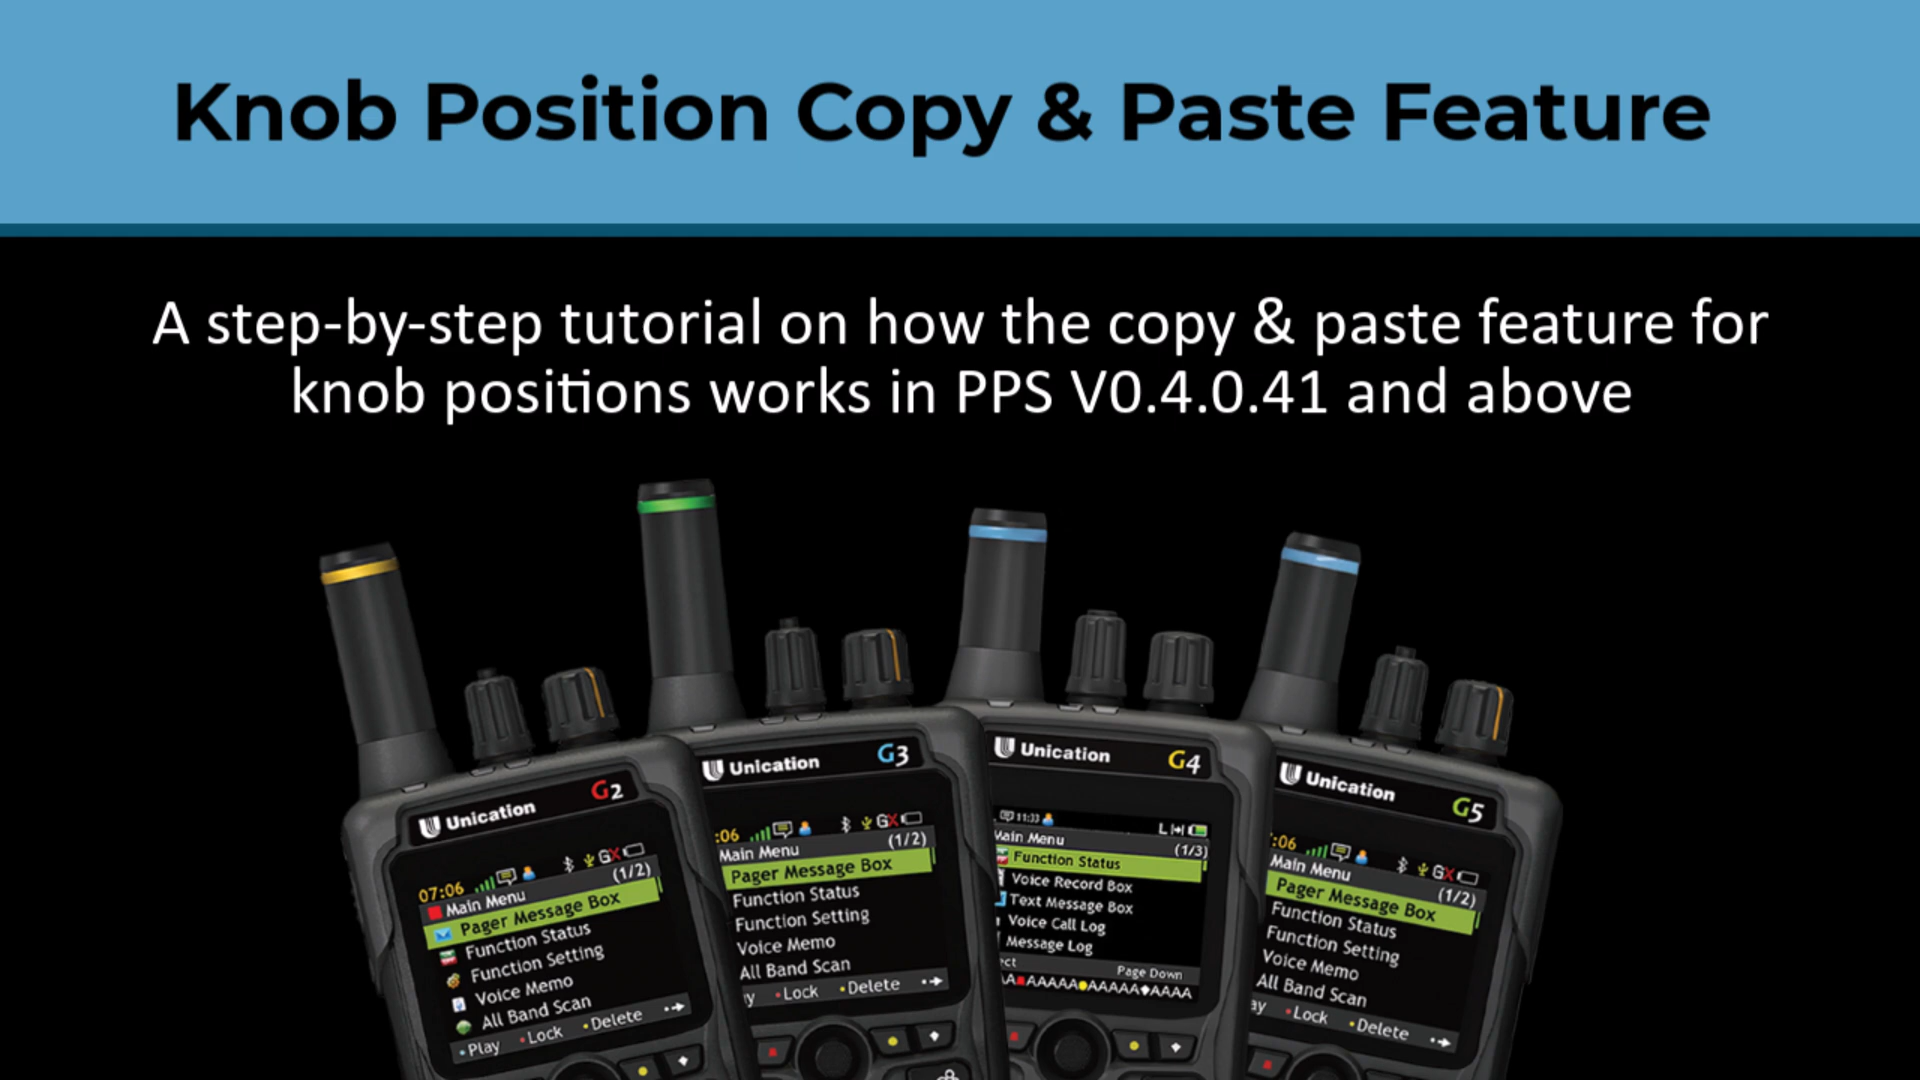 Knob Position Copy & Paste Feature
A step-by-step tutorial on how the copy & paste feature for
knob positions works in PPS V0.4.0.41 and above
Unication G2
07:06
Main Menu (1/2)
Pager Message Box
Function Status
Function Setting
Voice Memo
All Band Scan
Play Lock Delete
Unication G3
:06
Main Menu (1/2)
Pager Message Box
Function Status
Function Setting
Voice Memo
All Band Scan
y Lock Delete
Unication G4
11:33 L
Main Menu (1/3)
Function Status
Voice Record Box
Text Message Box
Voice Call Log
Message Log
ect Page Down
Unication G5
:06
Main Menu (1/2)
Pager Message Box
Function Status
Function Setting
Voice Memo
All Band Scan
ay Lock Delete